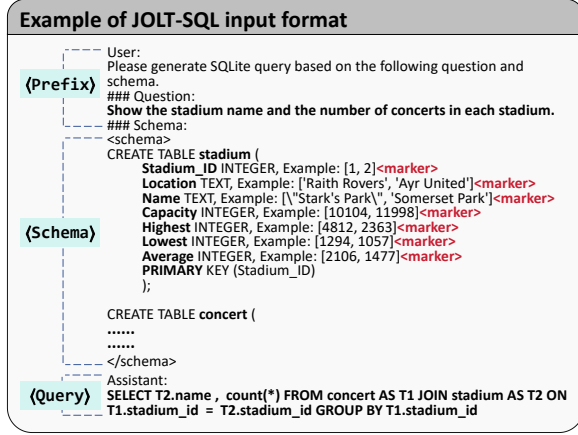 Example of JOLT-SQL input format
User:
Please generate SQLite query based on the following question and
schema.
### Question:
Show the stadium name and the number of concerts in each stadium.
### Schema:
⟨Prefix⟩
<schema>
CREATE TABLE stadium (
Stadium_ID INTEGER, Example: [1, 2]<marker>
Location TEXT, Example: ['Raith Rovers', 'Ayr United']<marker>
Name TEXT, Example: [\"Stark's Park\", 'Somerset Park']<marker>
Capacity INTEGER, Example: [10104, 11998]<marker>
Highest INTEGER, Example: [4812, 2363]<marker>
Lowest INTEGER, Example: [1294, 1057]<marker>
Average INTEGER, Example: [2106, 1477]<marker>
PRIMARY KEY (Stadium_ID)
);
CREATE TABLE concert (
......
......
</schema>
⟨Schema⟩
Assistant:
SELECT T2.name , count(*) FROM concert AS T1 JOIN stadium AS T2 ON
T1.stadium_id = T2.stadium_id GROUP BY T1.stadium_id
⟨Query⟩